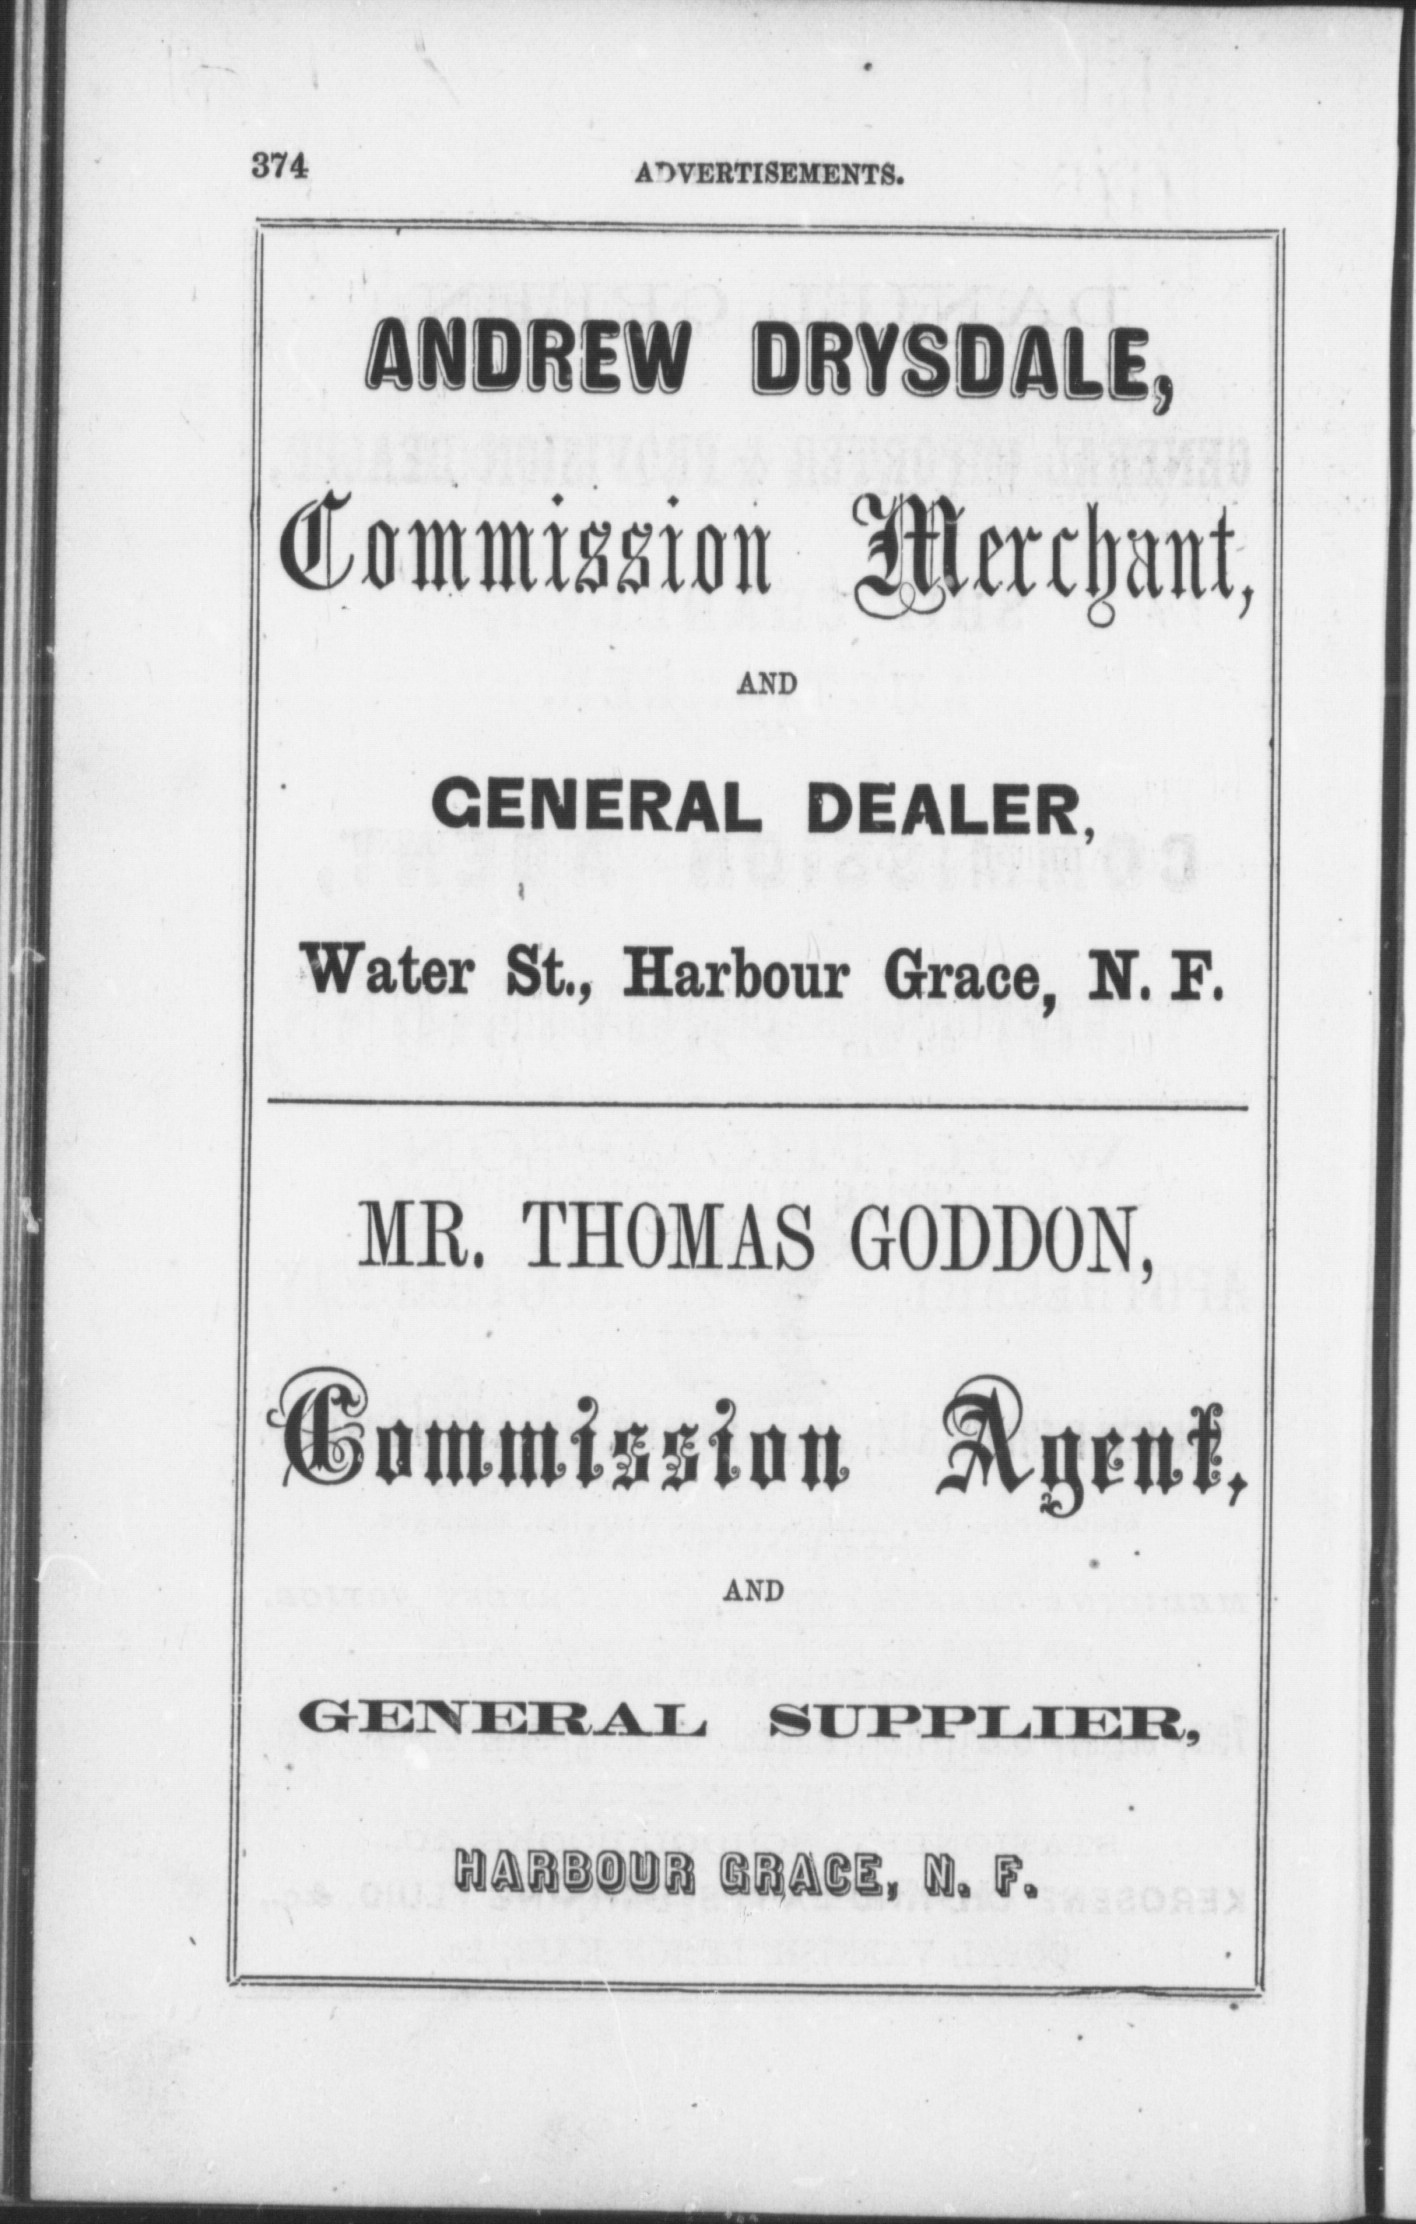 374
ADVERTISEMENTS.
ANDREW DRYSDALE,
Commission Merchant,
AND
GENERAL DEALER,
Water St., Harbour Grace, N. F.
MR. THOMAS GODDON,
Commission Agent,
AND
GENERAL SUPPLIER,
HARBOUR GRACE, N. F.